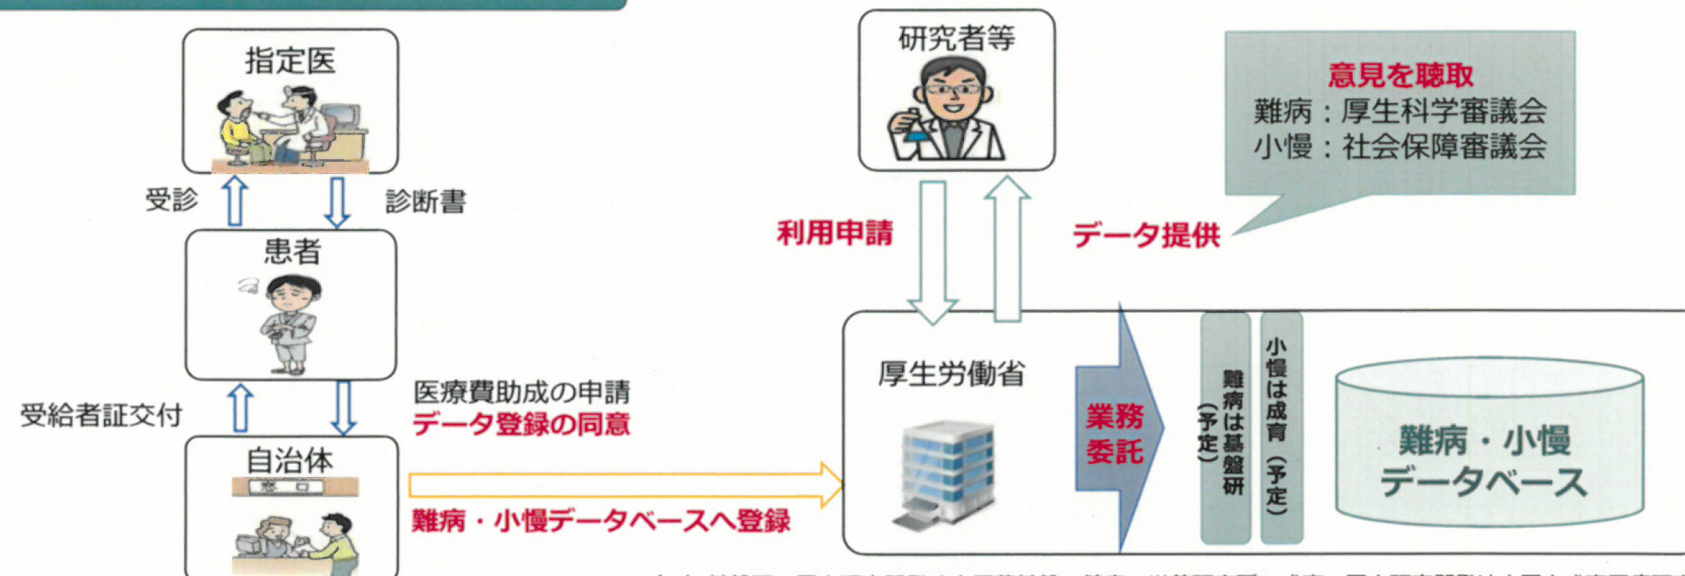 指定医
受診
診断書
患者
受給者証交付
医療費助成の申請
データ登録の同意
自治体
窓 口
難病・小慢データベースへ登録
研究者等
利用申請
データ提供
意見を聴取
難病：厚生科学審議会
小慢：社会保障審議会
厚生労働省
業務
委託
難病は基盤研
（予定）
小慢は成育（予定）
難病・小慢
データベース